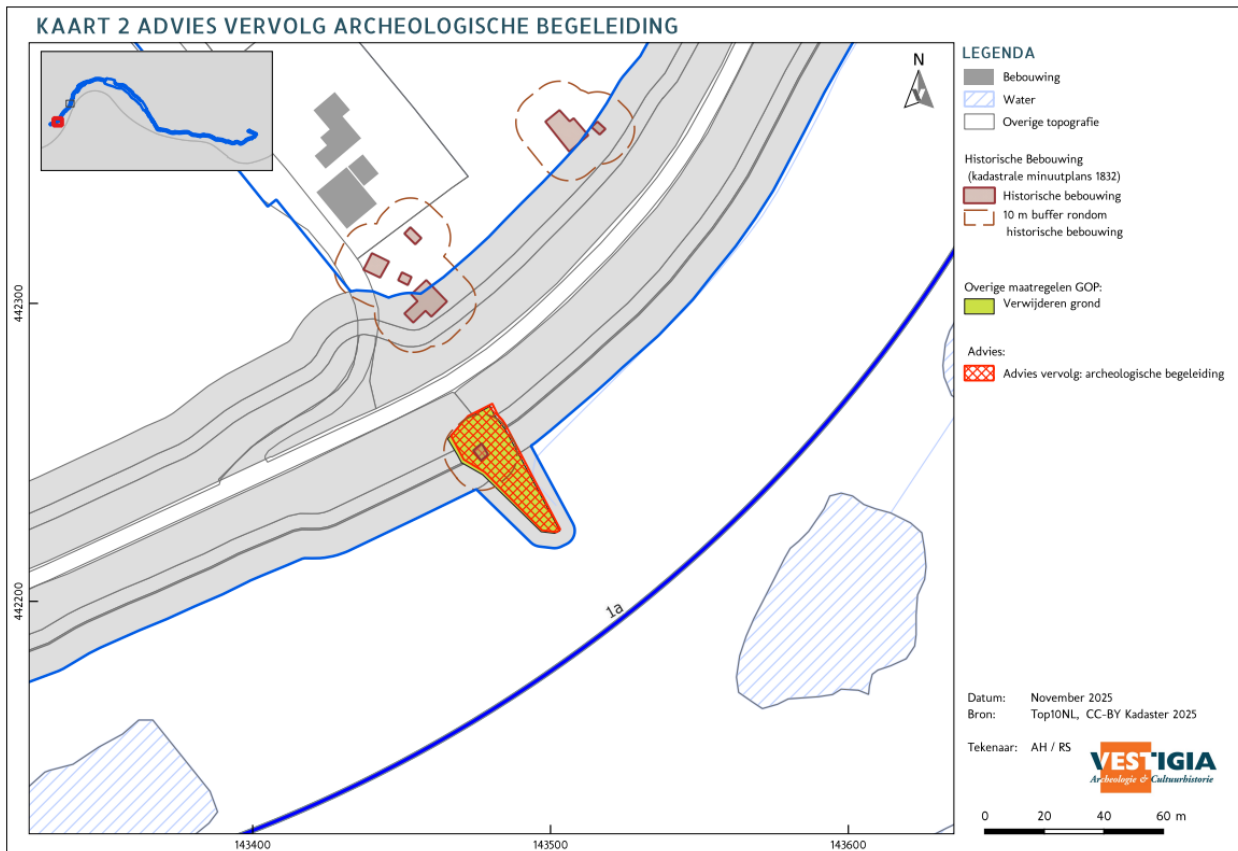 KAART 2 ADVIES VERVOLG ARCHEOLOGISCHE BEGELEIDING
N
LEGENDA
Bebouwing
Water
Overige topografie
Historische Bebouwing
(kadastrale minuutplans 1832)
Historische bebouwing
10 m buffer rondom
historische bebouwing
Overige maatregelen GOP:
Verwijderen grond
Advies:
Advies vervolg: archeologische begeleiding
442300
442200
1a
143400
143500
143600
Datum: November 2025
Bron: Top10NL, CC-BY Kadaster 2025
Tekenaar: AH / RS
VESTIGIA
Archeologie & Cultuurhistorie
0 20 40 60 m